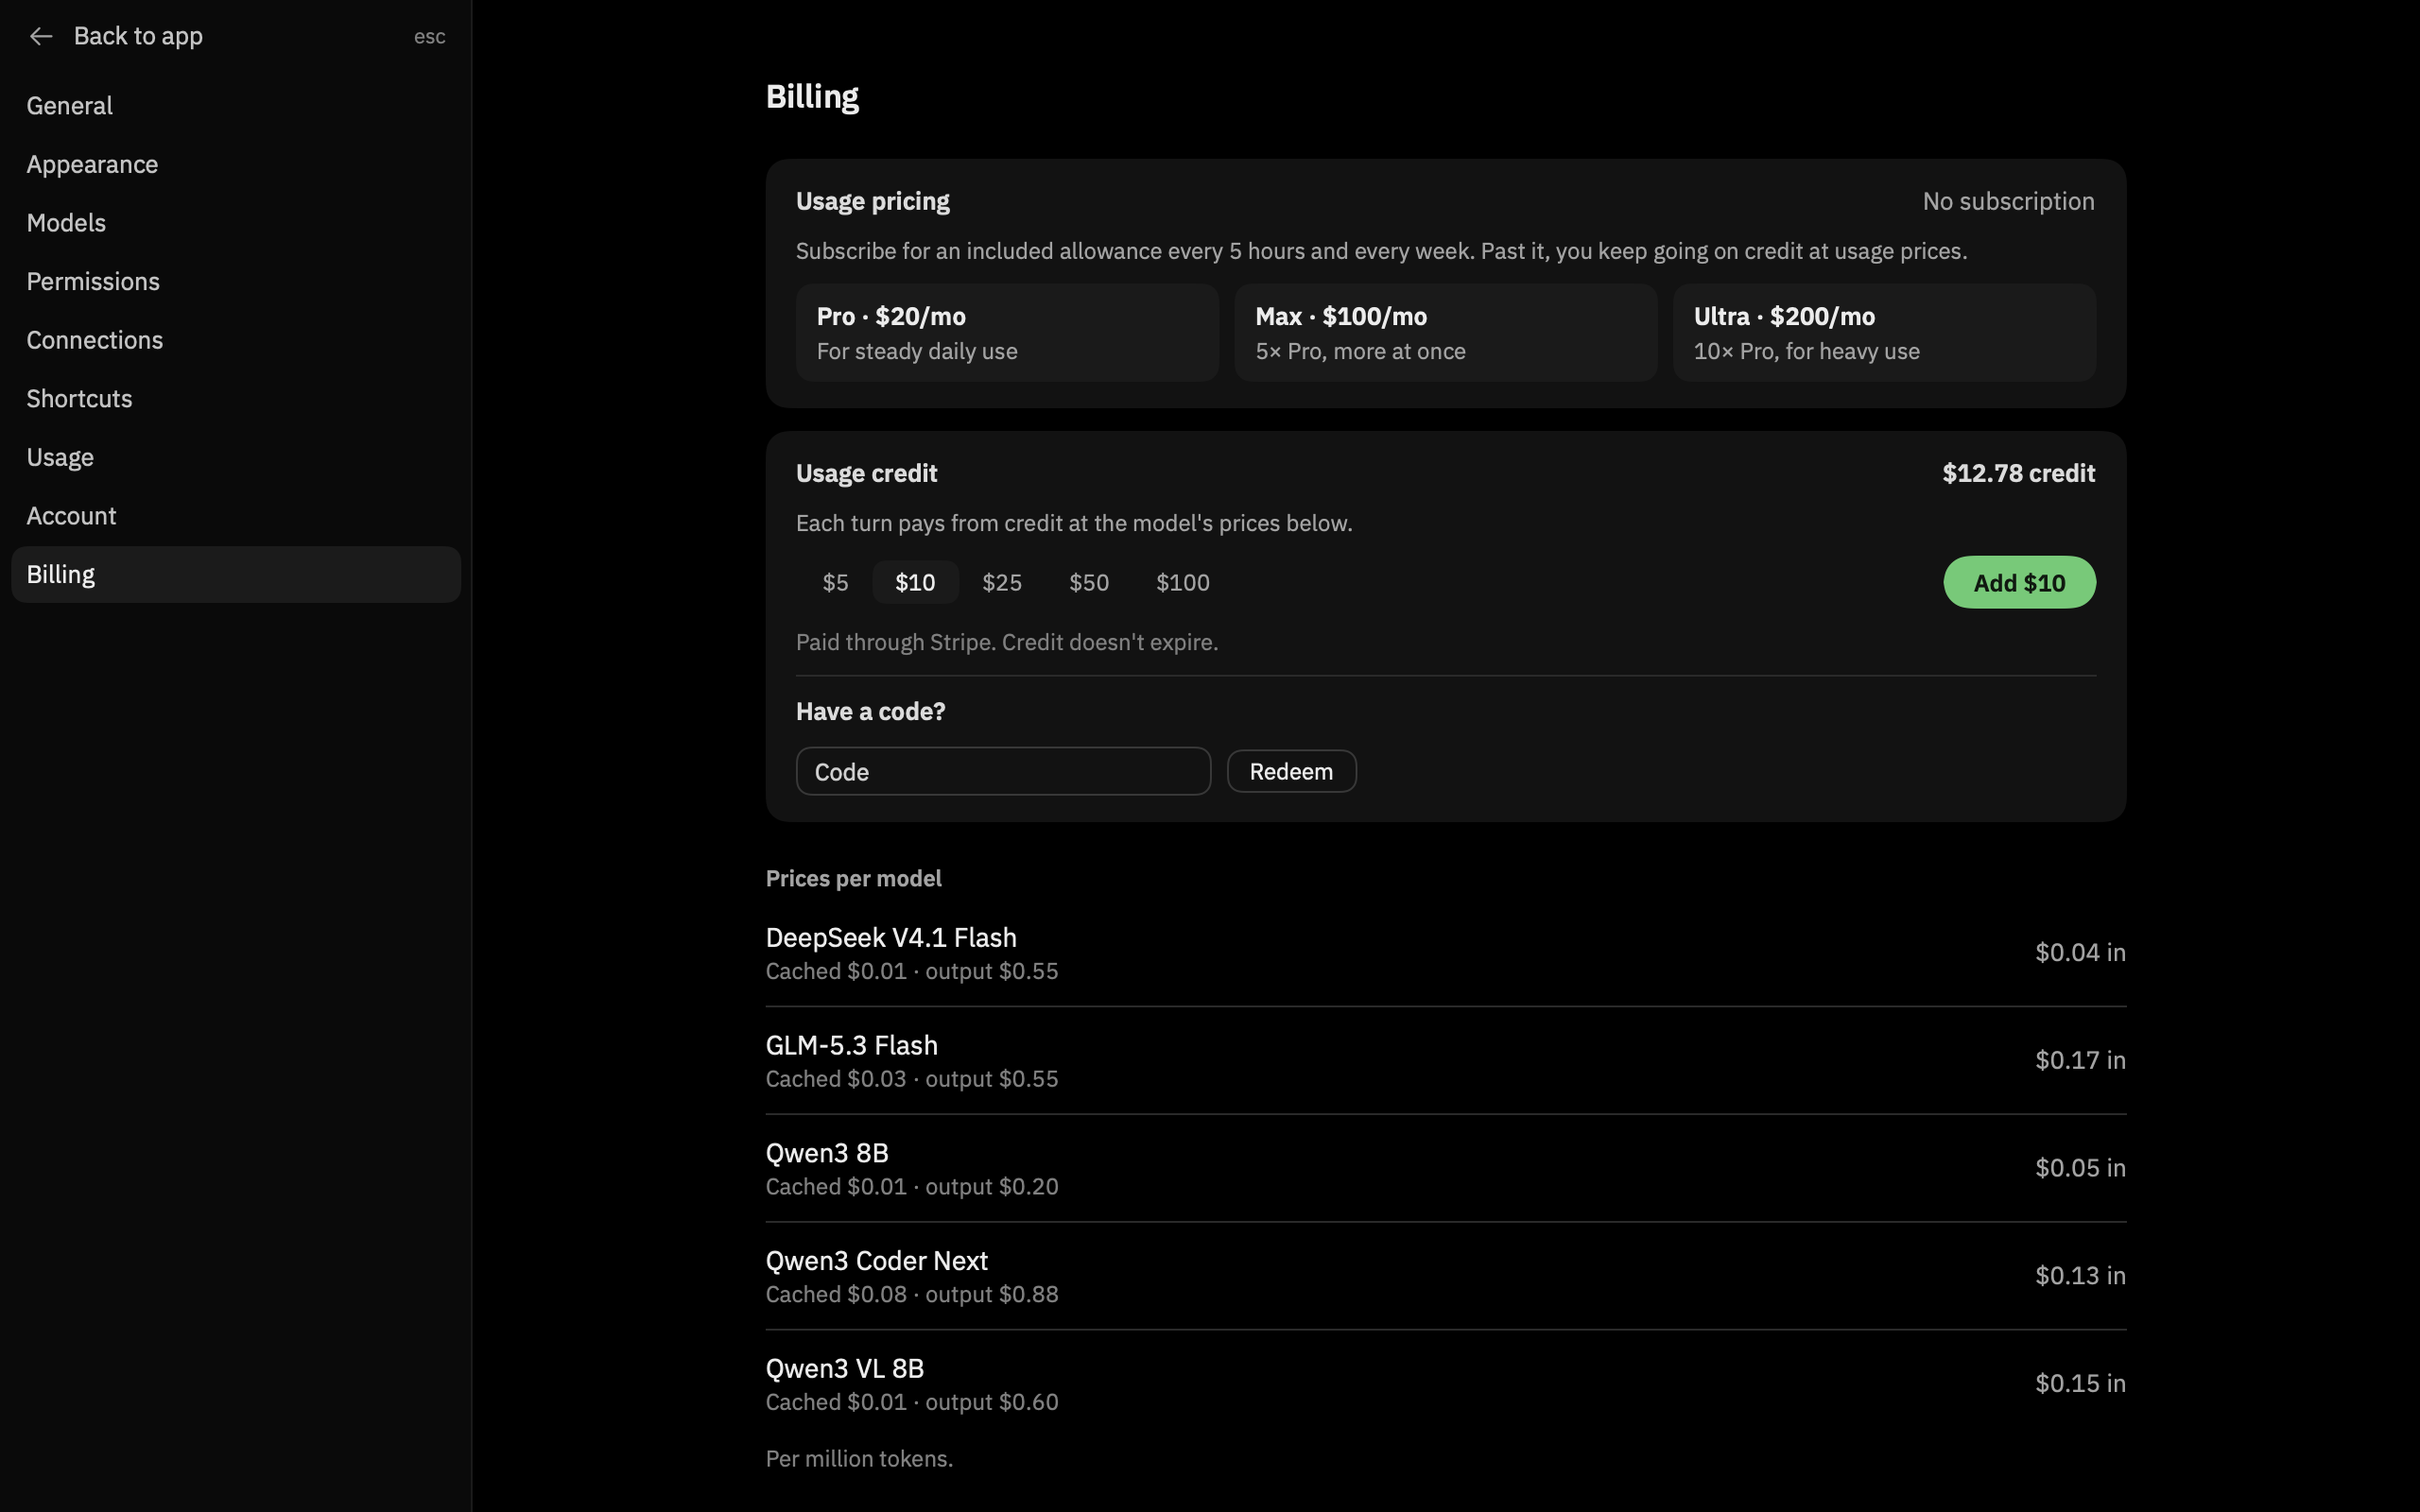 Back to app
esc
General
Appearance
Models
Permissions
Connections
Shortcuts
Usage
Account
Billing
Billing
Usage pricing
No subscription
Subscribe for an included allowance every 5 hours and every week. Past it, you keep going on credit at usage prices.
Pro · $20/mo
For steady daily use
Max · $100/mo
5× Pro, more at once
Ultra · $200/mo
10× Pro, for heavy use
Usage credit
$12.78 credit
Each turn pays from credit at the model's prices below.
$5 $10 $25 $50 $100
Add $10
Paid through Stripe. Credit doesn't expire.
Have a code?
Code
Redeem
Prices per model
DeepSeek V4.1 Flash
Cached $0.01 · output $0.55
$0.04 in
GLM-5.3 Flash
Cached $0.03 · output $0.55
$0.17 in
Qwen3 8B
Cached $0.01 · output $0.20
$0.05 in
Qwen3 Coder Next
Cached $0.08 · output $0.88
$0.13 in
Qwen3 VL 8B
Cached $0.01 · output $0.60
$0.15 in
Per million tokens.